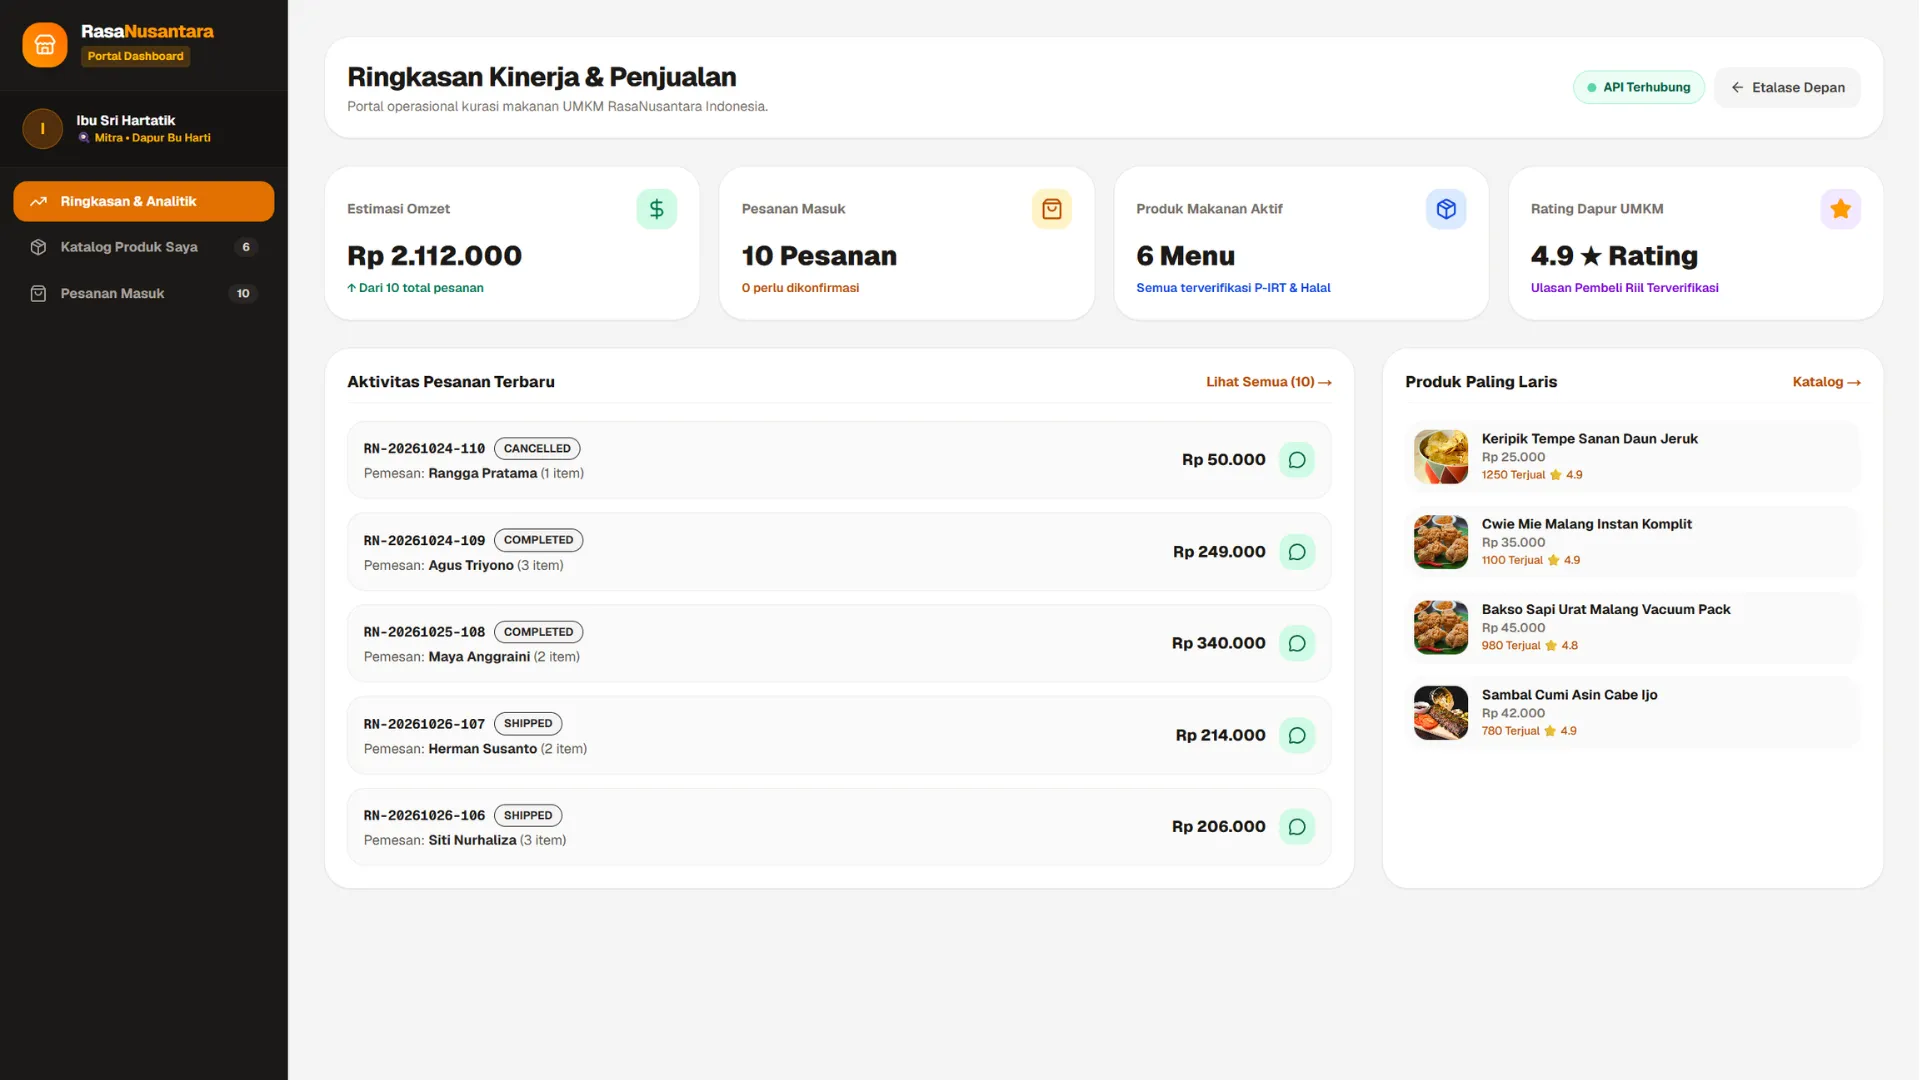 RasaNusantara
Portal Dashboard
I
Ibu Sri Hartatik
Mitra • Dapur Bu Harti
Ringkasan & Analitik
Katalog Produk Saya 6
Pesanan Masuk 10
Ringkasan Kinerja & Penjualan
Portal operasional kurasi makanan UMKM RasaNusantara Indonesia.
API Terhubung
← Etalase Depan
Estimasi Omzet
Rp 2.112.000
↑ Dari 10 total pesanan
Pesanan Masuk
10 Pesanan
0 perlu dikonfirmasi
Produk Makanan Aktif
6 Menu
Semua terverifikasi P-IRT & Halal
Rating Dapur UMKM
4.9 ★ Rating
Ulasan Pembeli Riil Terverifikasi
Aktivitas Pesanan Terbaru
Lihat Semua (10) →
RN-20261024-110 CANCELLED
Pemesan: Rangga Pratama (1 item)
Rp 50.000
RN-20261024-109 COMPLETED
Pemesan: Agus Triyono (3 item)
Rp 249.000
RN-20261025-108 COMPLETED
Pemesan: Maya Anggraini (2 item)
Rp 340.000
RN-20261026-107 SHIPPED
Pemesan: Herman Susanto (2 item)
Rp 214.000
RN-20261026-106 SHIPPED
Pemesan: Siti Nurhaliza (3 item)
Rp 206.000
Produk Paling Laris
Katalog →
Keripik Tempe Sanan Daun Jeruk
Rp 25.000
1250 Terjual ⭐ 4.9
Cwie Mie Malang Instan Komplit
Rp 35.000
1100 Terjual ⭐ 4.9
Bakso Sapi Urat Malang Vacuum Pack
Rp 45.000
980 Terjual ⭐ 4.8
Sambal Cumi Asin Cabe Ijo
Rp 42.000
780 Terjual ⭐ 4.9